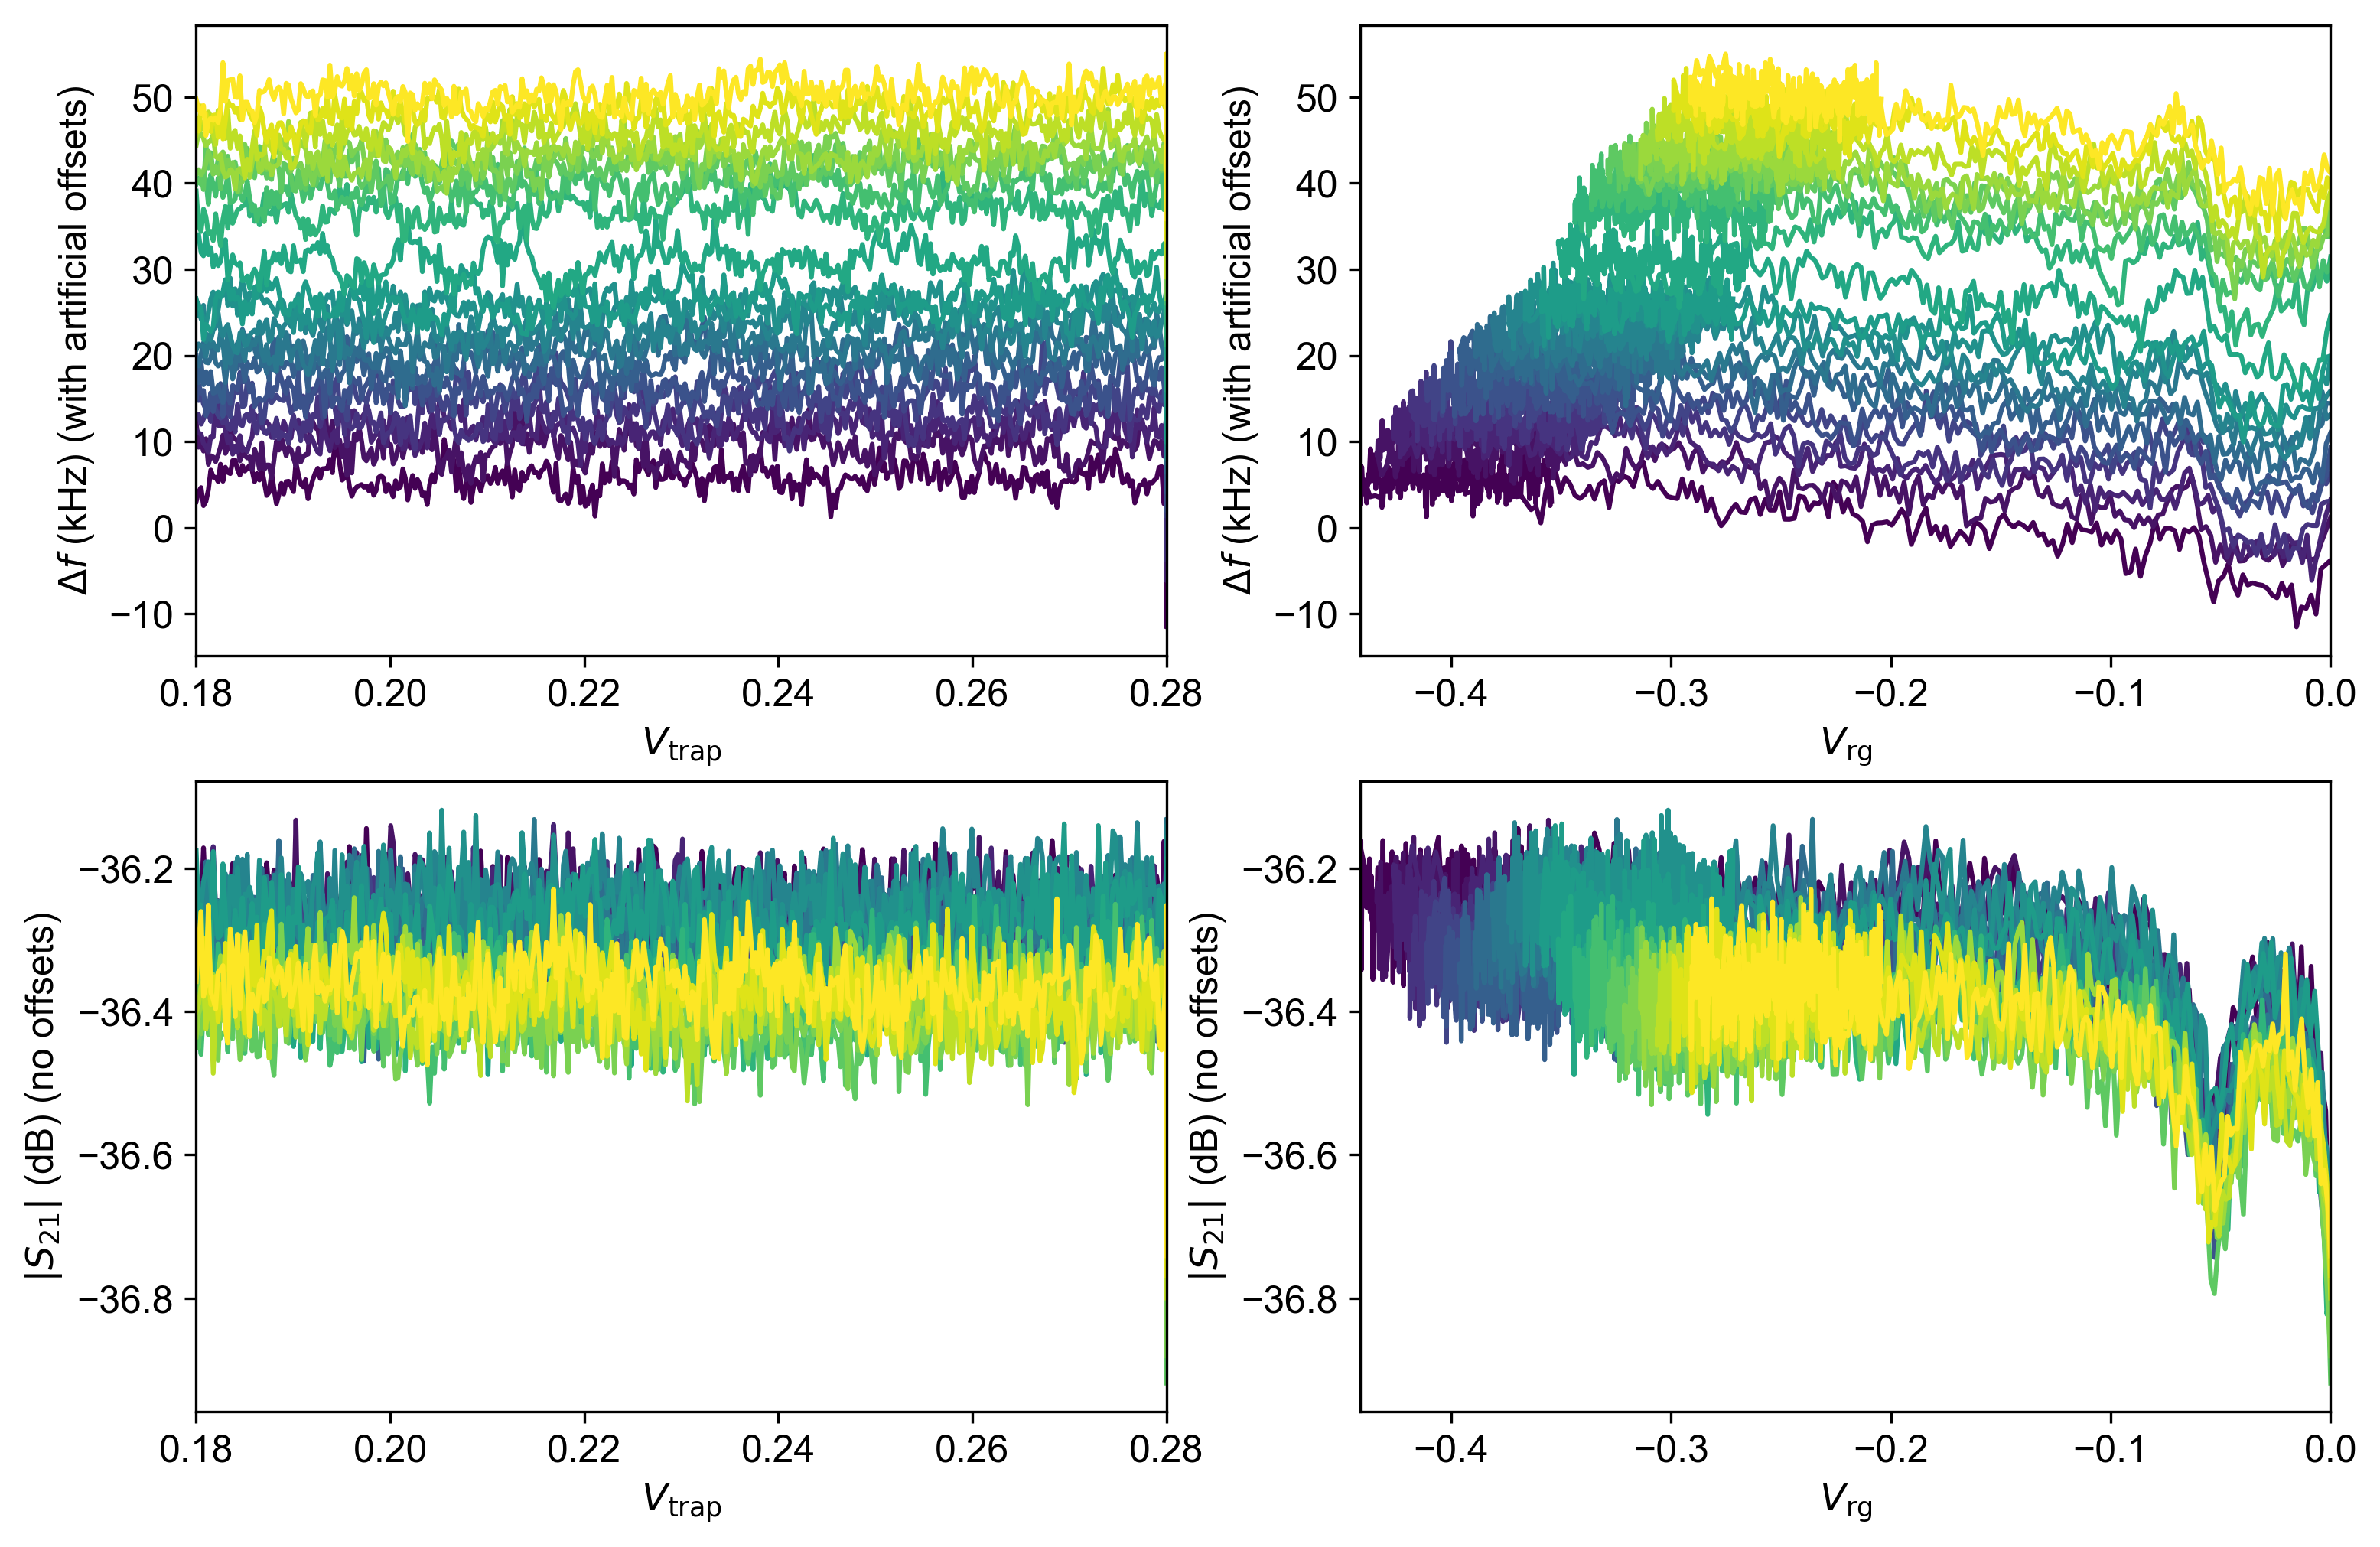 Δf (kHz) (with artificial offsets)
50
40
30
20
10
0
−10
0.18 0.20 0.22 0.24 0.26 0.28
V_trap
Δf (kHz) (with artificial offsets)
50
40
30
20
10
0
−10
−0.4 −0.3 −0.2 −0.1 0.0
V_rg
|S_21| (dB) (no offsets)
−36.2
−36.4
−36.6
−36.8
0.18 0.20 0.22 0.24 0.26 0.28
V_trap
|S_21| (dB) (no offsets)
−36.2
−36.4
−36.6
−36.8
−0.4 −0.3 −0.2 −0.1 0.0
V_rg